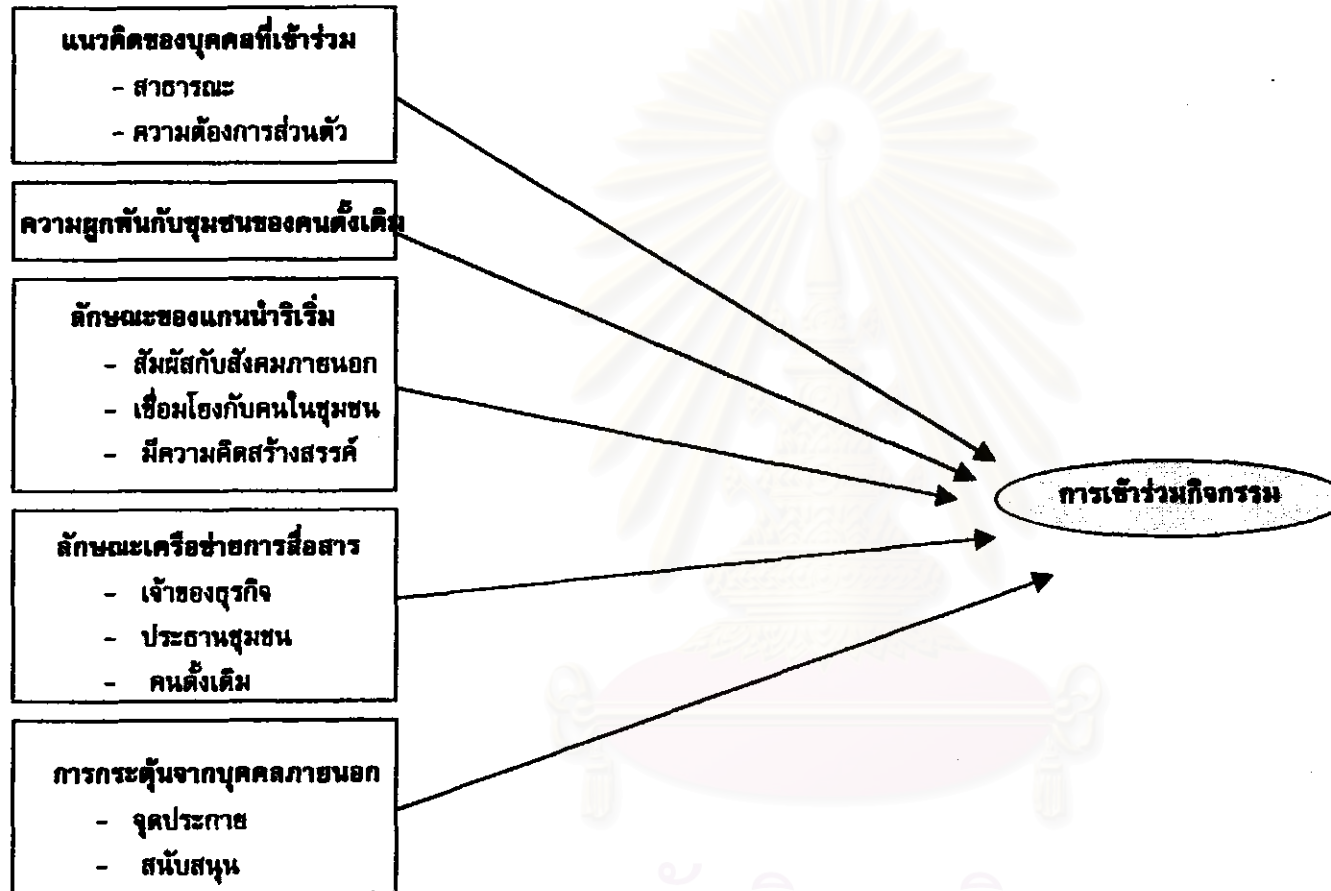 แนวคิดของบุคคลที่เข้าร่วม
- สาธารณะ
- ความต้องการส่วนตัว
ความผูกพันกับชุมชนของคนดั้งเดิม
ลักษณะของแกนนำริเริ่ม
- สัมผัสกับสังคมภายนอก
- เชื่อมโยงกับคนในชุมชน
- มีความคิดสร้างสรรค์
การเข้าร่วมกิจกรรม
ลักษณะเครือข่ายการสื่อสาร
- เจ้าของธุรกิจ
- ประธานชุมชน
- คนดั้งเดิม
การกระตุ้นจากบุคคลภายนอก
- จุดประกาย
- สนับสนุน